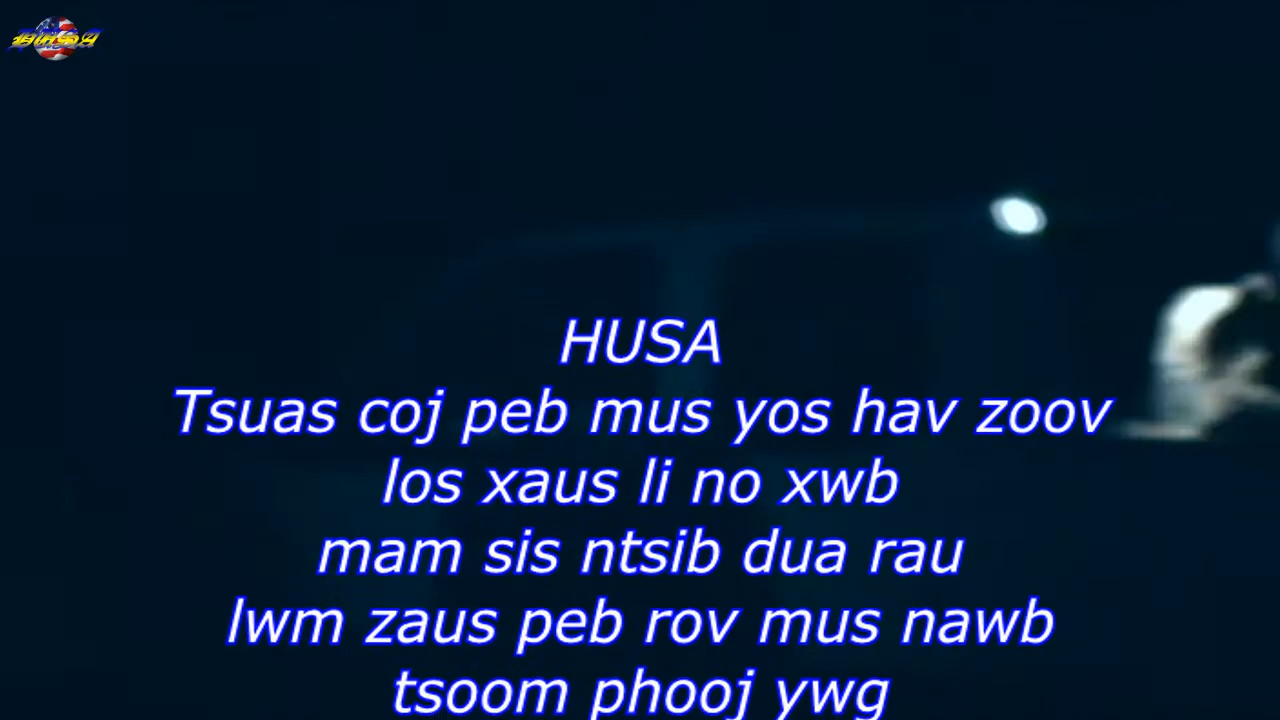 HUSA
HUSA
Tsuas coj peb mus yos hav zoov
los xaus li no xwb
mam sis ntsib dua rau
lwm zaus peb rov mus nawb
tsoom phooj ywg